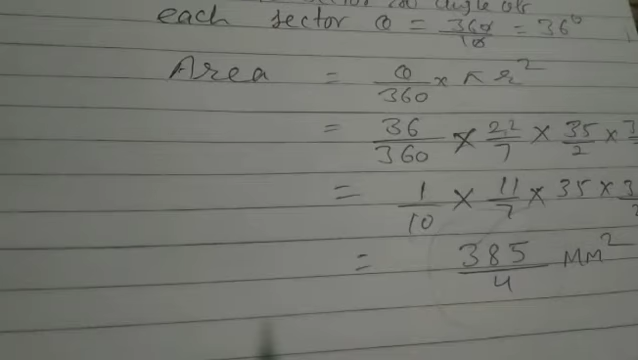 each sector θ = 360/10 = 36°
Area = θ/360 × π r²
= 36/360 × 22/7 × 35/2 ×
= 1/10 × 11/7 × 35 ×
= 385/4 MM²